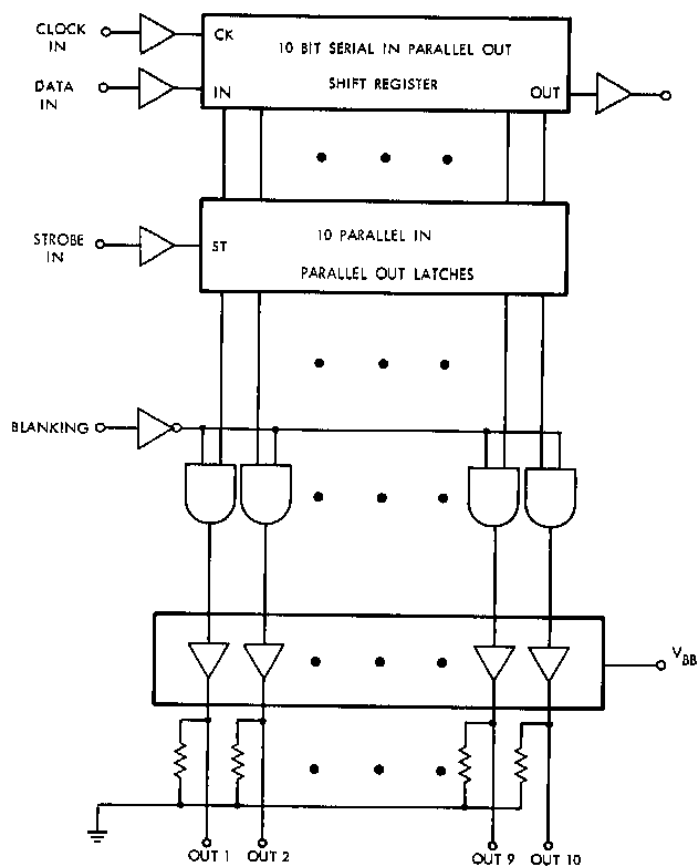 CLOCK
IN
CK
10 BIT SERIAL IN PARALLEL OUT
SHIFT REGISTER
DATA
IN
IN
OUT
STROBE
IN
ST
10 PARALLEL IN
PARALLEL OUT LATCHES
BLANKING
VBB
OUT 1
OUT 2
OUT 9
OUT 10